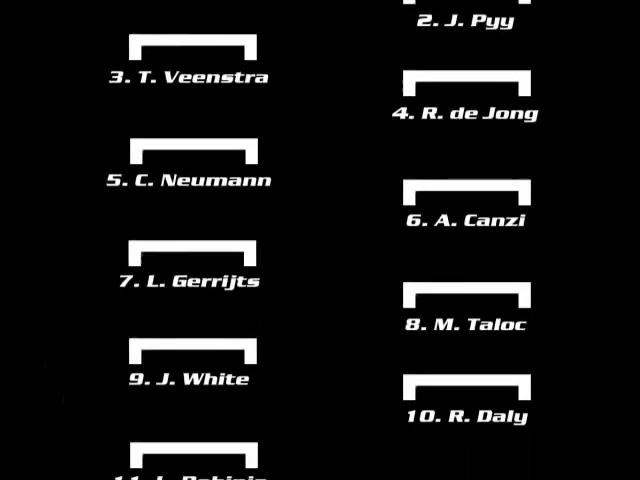 2. J. Pyy
3. T. Veenstra
4. R. de Jong
5. C. Neumann
6. A. Canzi
7. L. Gerrijts
8. M. Taloc
9. J. White
10. R. Daly
11.